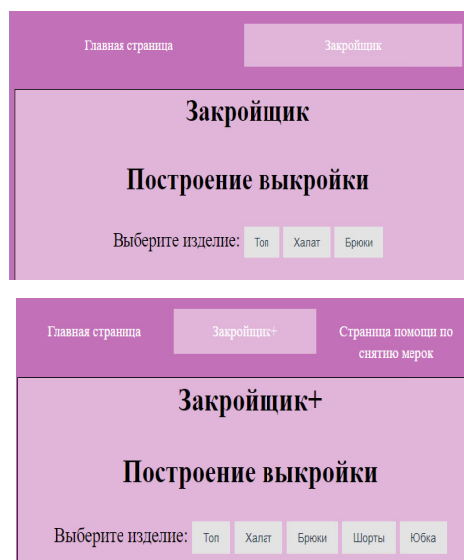 Главная страница Закройщик
Закройщик
Построение выкройки
Выберите изделие: Топ Халат Брюки
Главная страница Закройщик+ Страница помощи по
снятию мерок
Закройщик+
Построение выкройки
Выберите изделие: Топ Халат Брюки Шорты Юбка